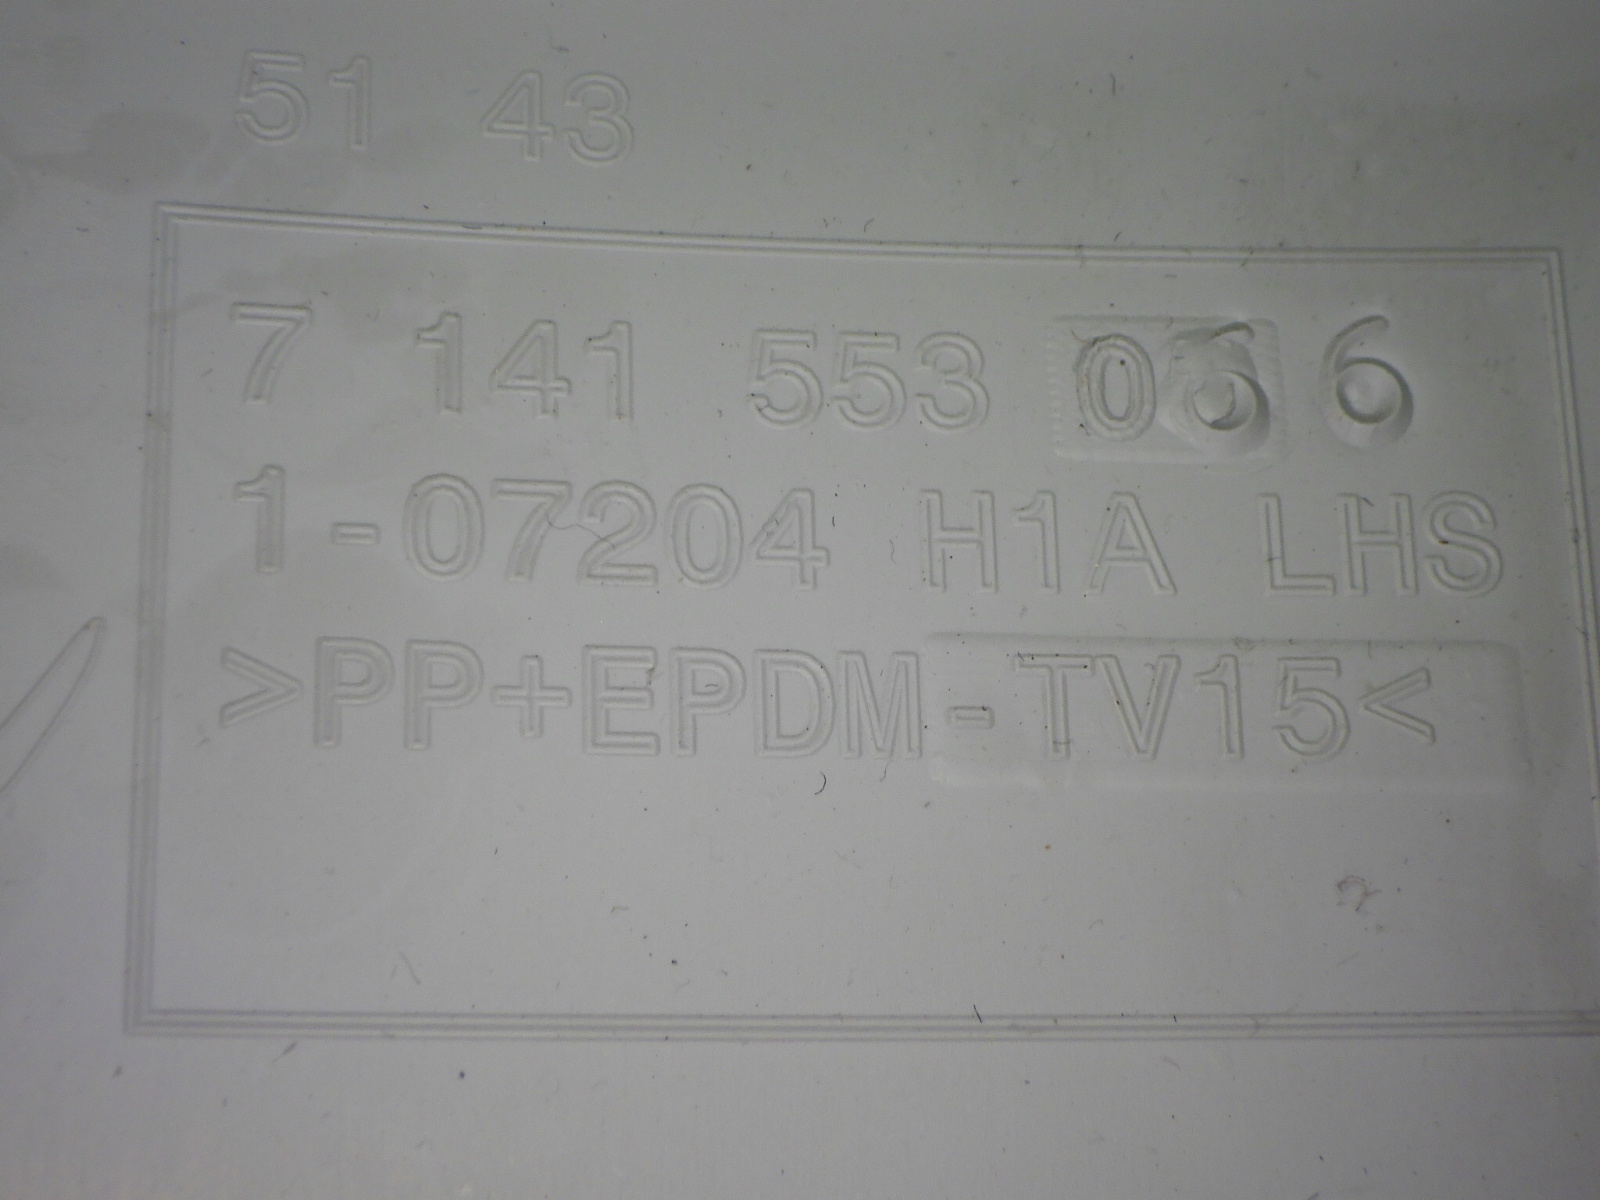 51 43
7 141 553 06 6
1-07204 H1A LHS
>PP+EPDM-TV15<